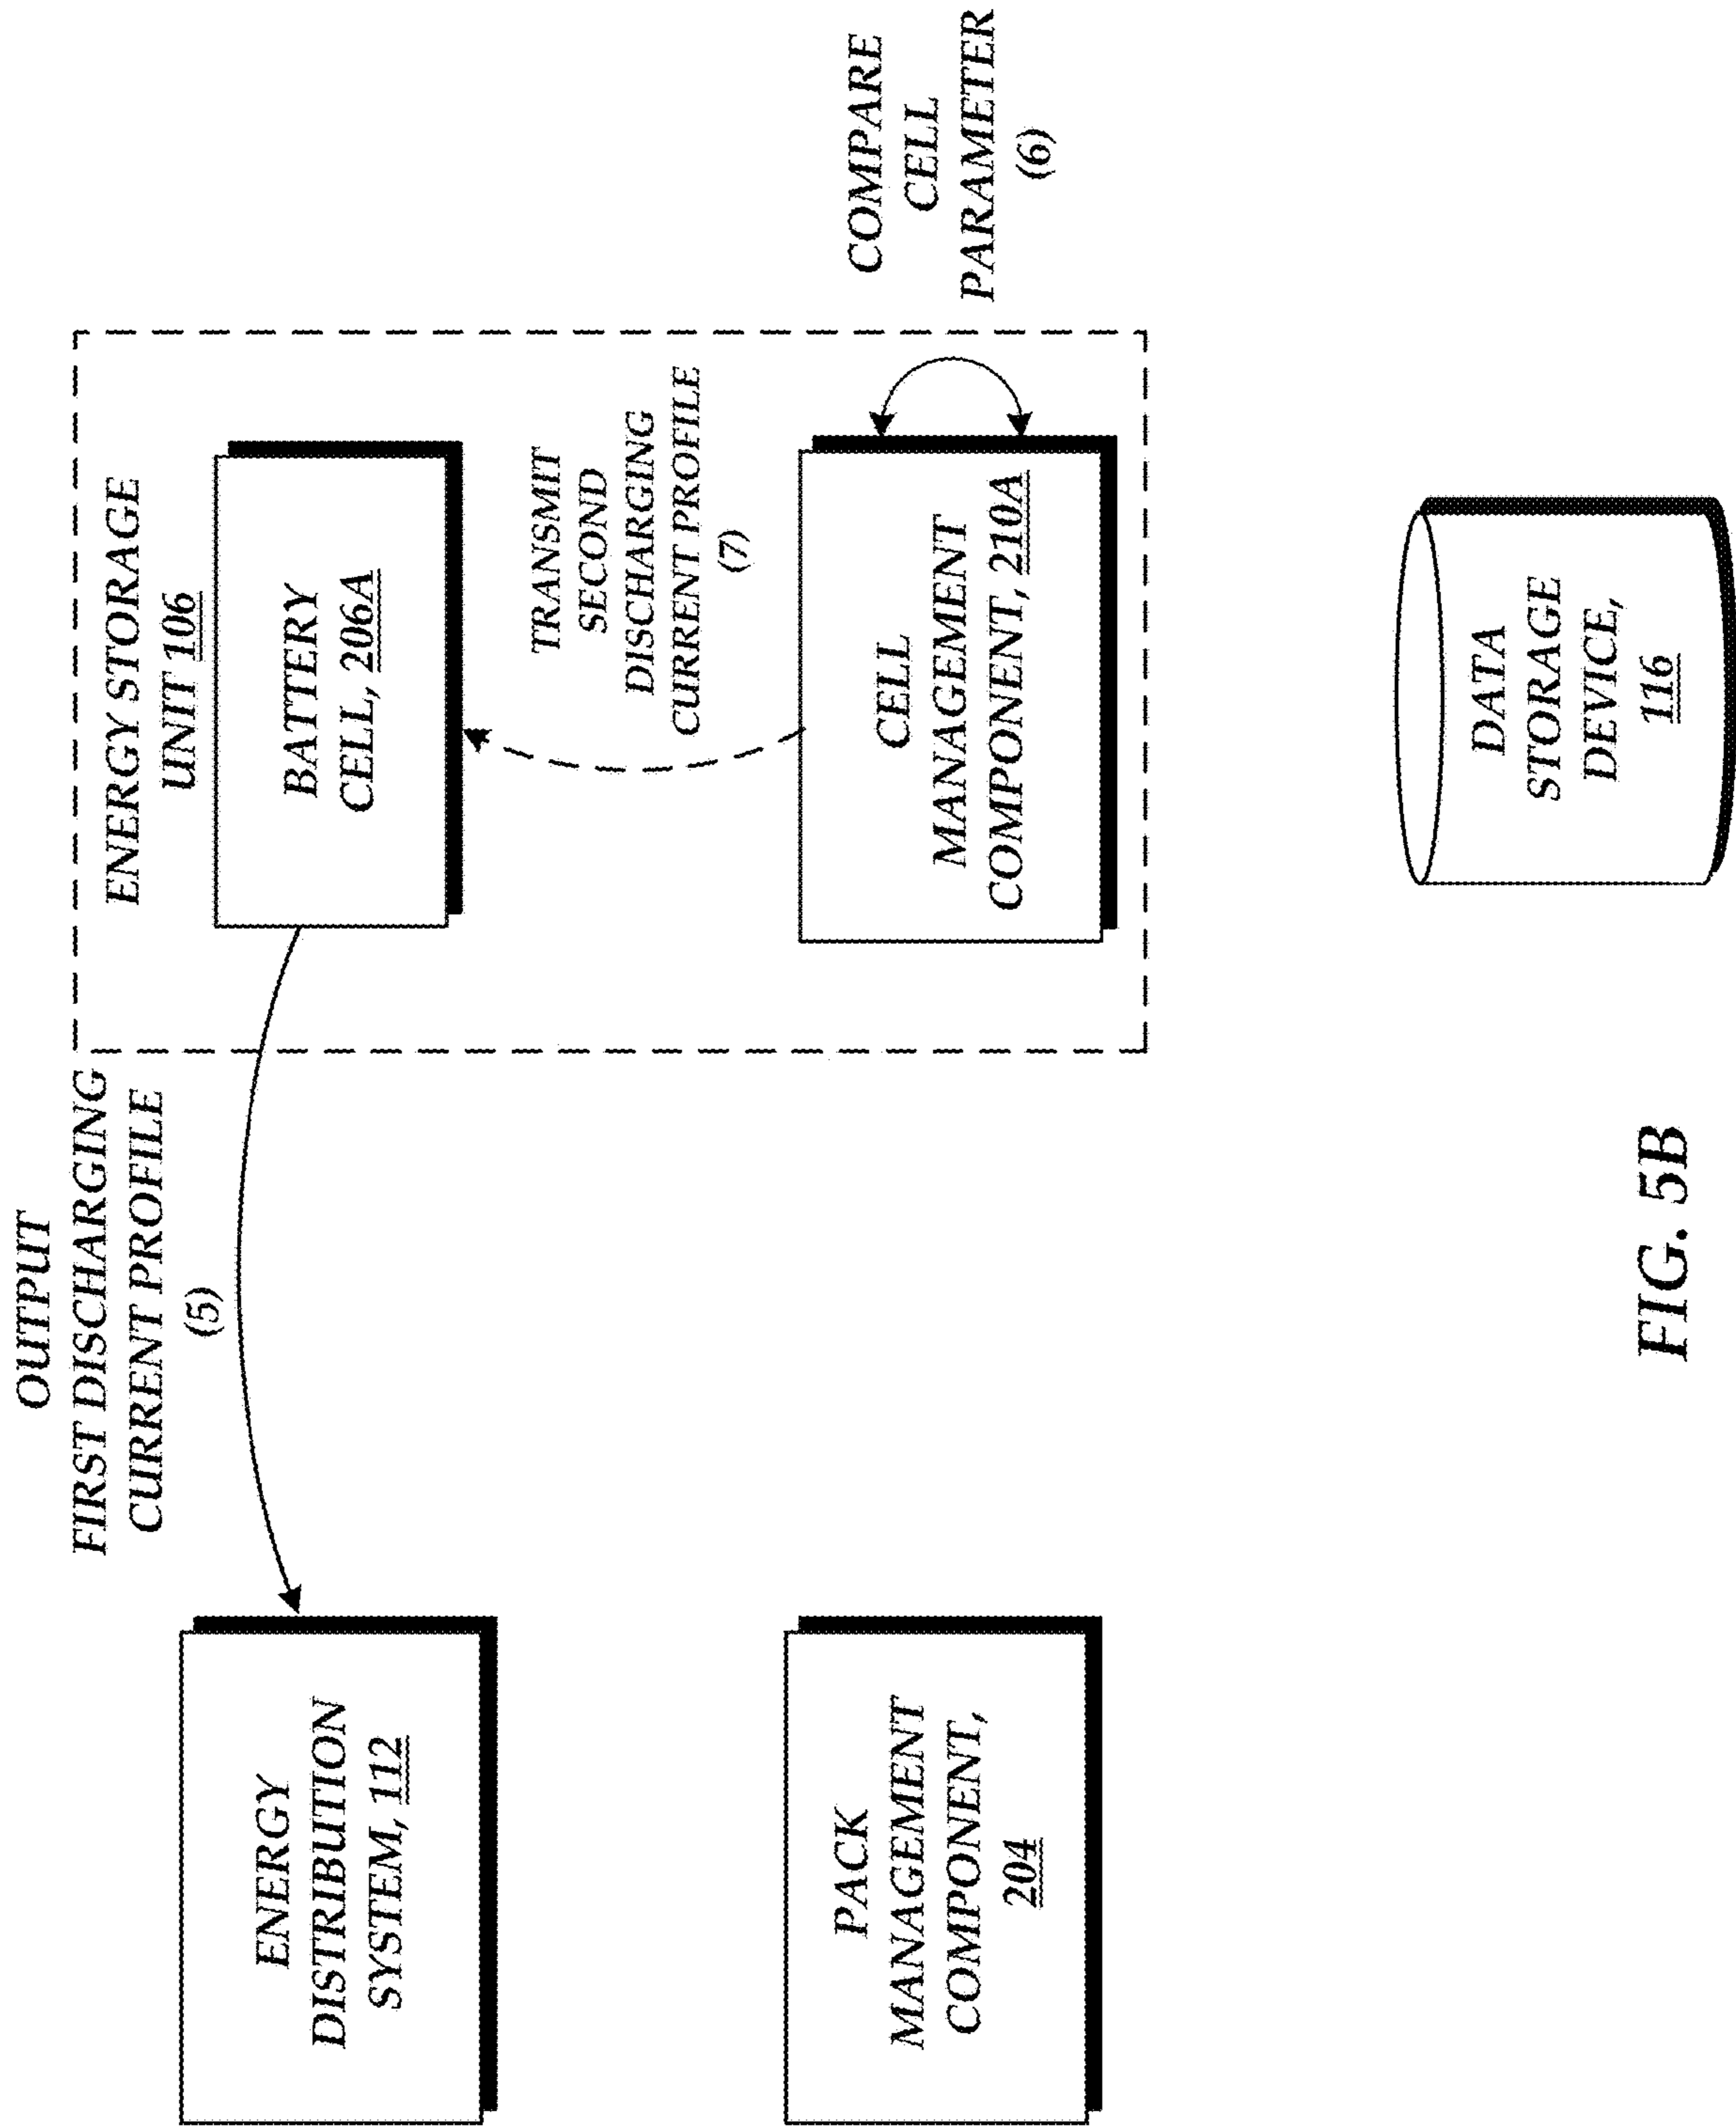 OUTPUT
FIRST DISCHARGING
CURRENT PROFILE
(5)
ENERGY STORAGE
UNIT 106
ENERGY
DISTRIBUTION
SYSTEM, 112
BATTERY
CELL, 206A
TRANSMIT
SECOND
DISCHARGING
CURRENT PROFILE
(7)
PACK
MANAGEMENT
COMPONENT,
204
CELL
MANAGEMENT
COMPONENT, 210A
COMPARE
CELL
PARAMETER
(6)
DATA
STORAGE
DEVICE,
116
FIG. 5B